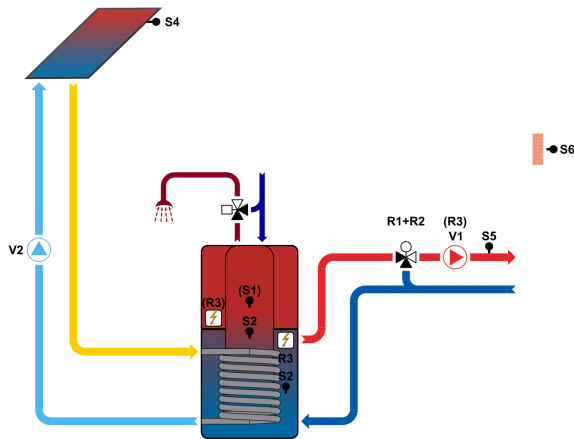 S4
S6
R1+R2
(R3)
V1
S5
V2
(S1)
(R3)
S2
R3
S2